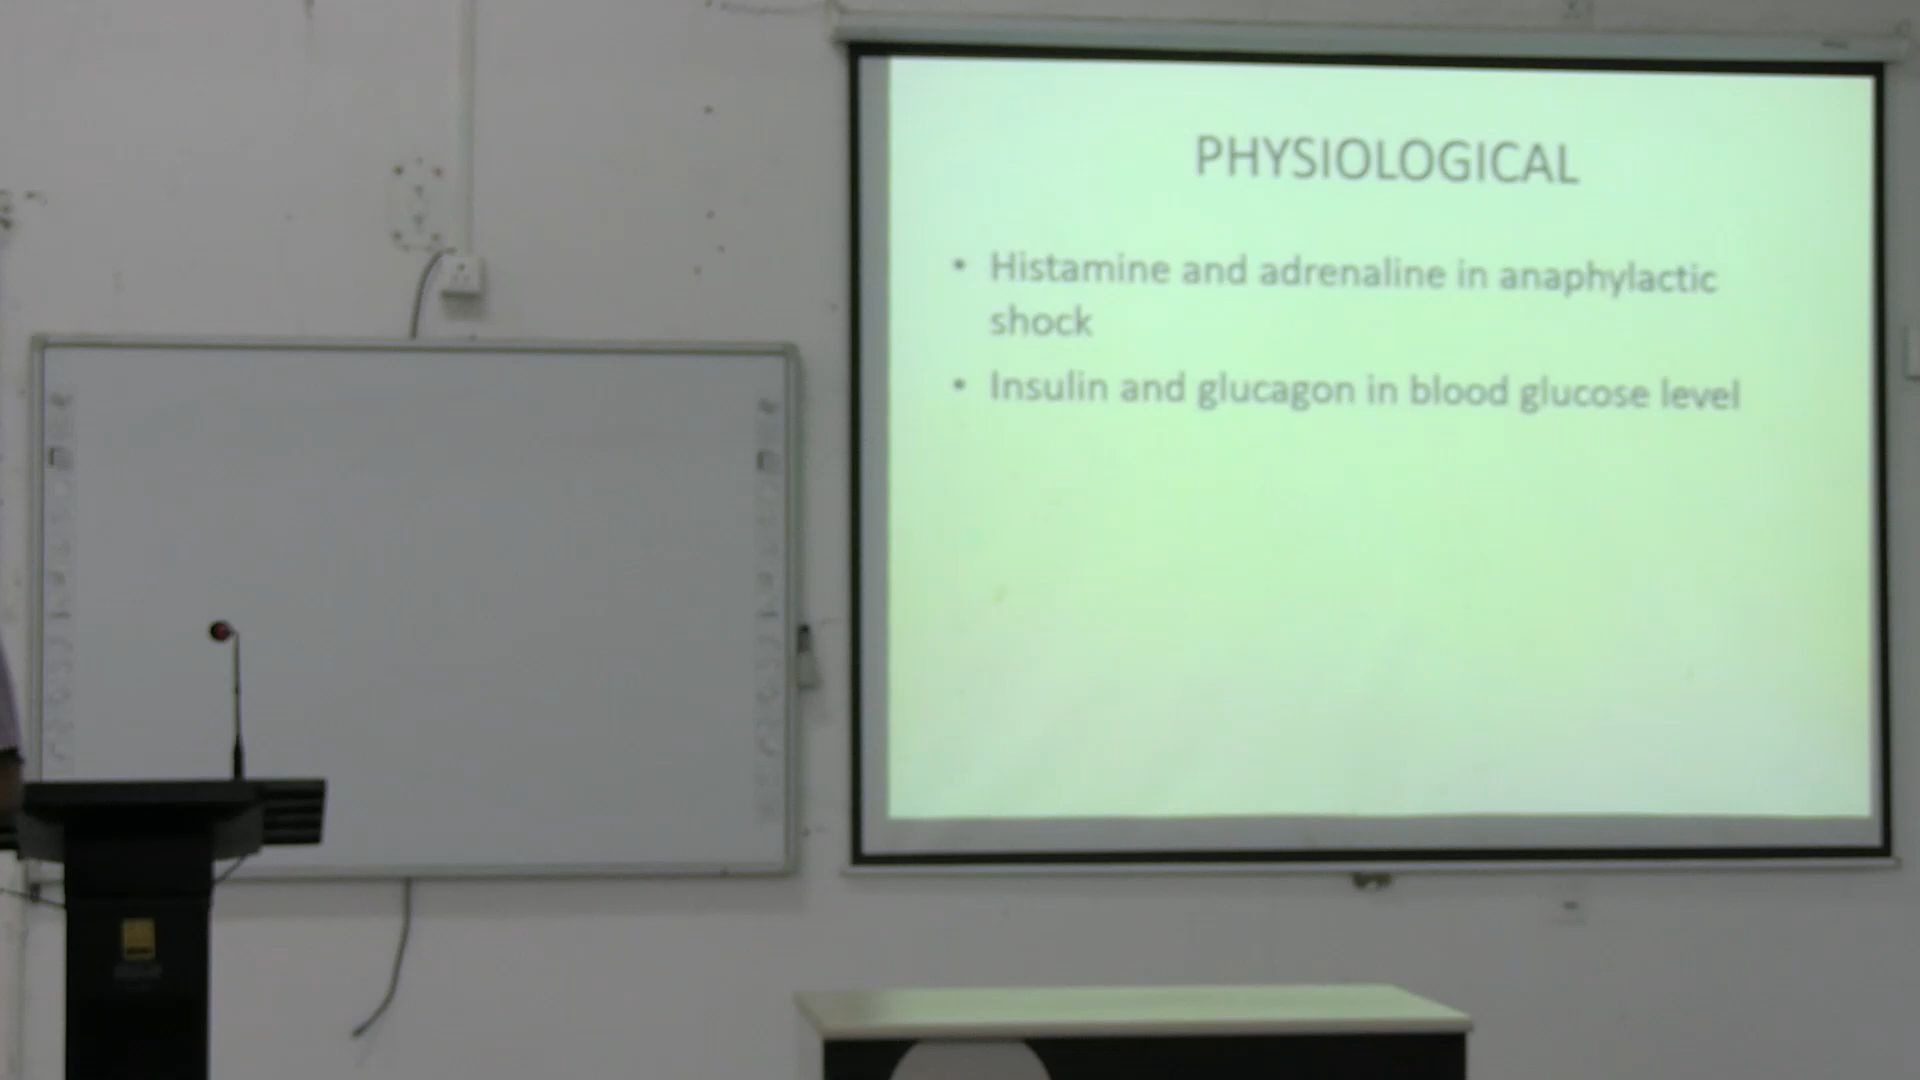 PHYSIOLOGICAL
• Histamine and adrenaline in anaphylactic
shock
• Insulin and glucagon in blood glucose level